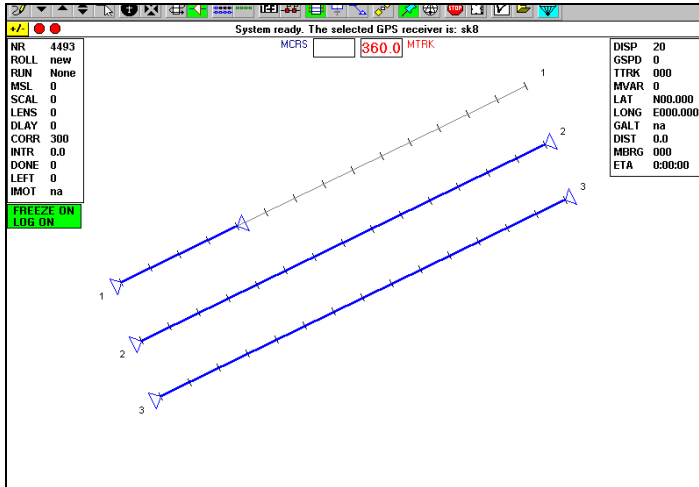 STOP
+/-
System ready. The selected GPS receiver is: sk8
MCRS 360.0 MTRK
NR 4493
ROLL new
RUN None
MSL 0
SCAL 0
LENS 0
DLAY 0
CORR 300
INTR 0.0
DONE 0
LEFT 0
IMOT na
FREEZE ON
LOG ON
DISP 20
GSPD 0
TTRK 000
MVAR 0
LAT N00.000
LONG E000.000
GALT na
DIST 0.0
MBRG 000
ETA 0:00:00
1
2
3
1
2
3